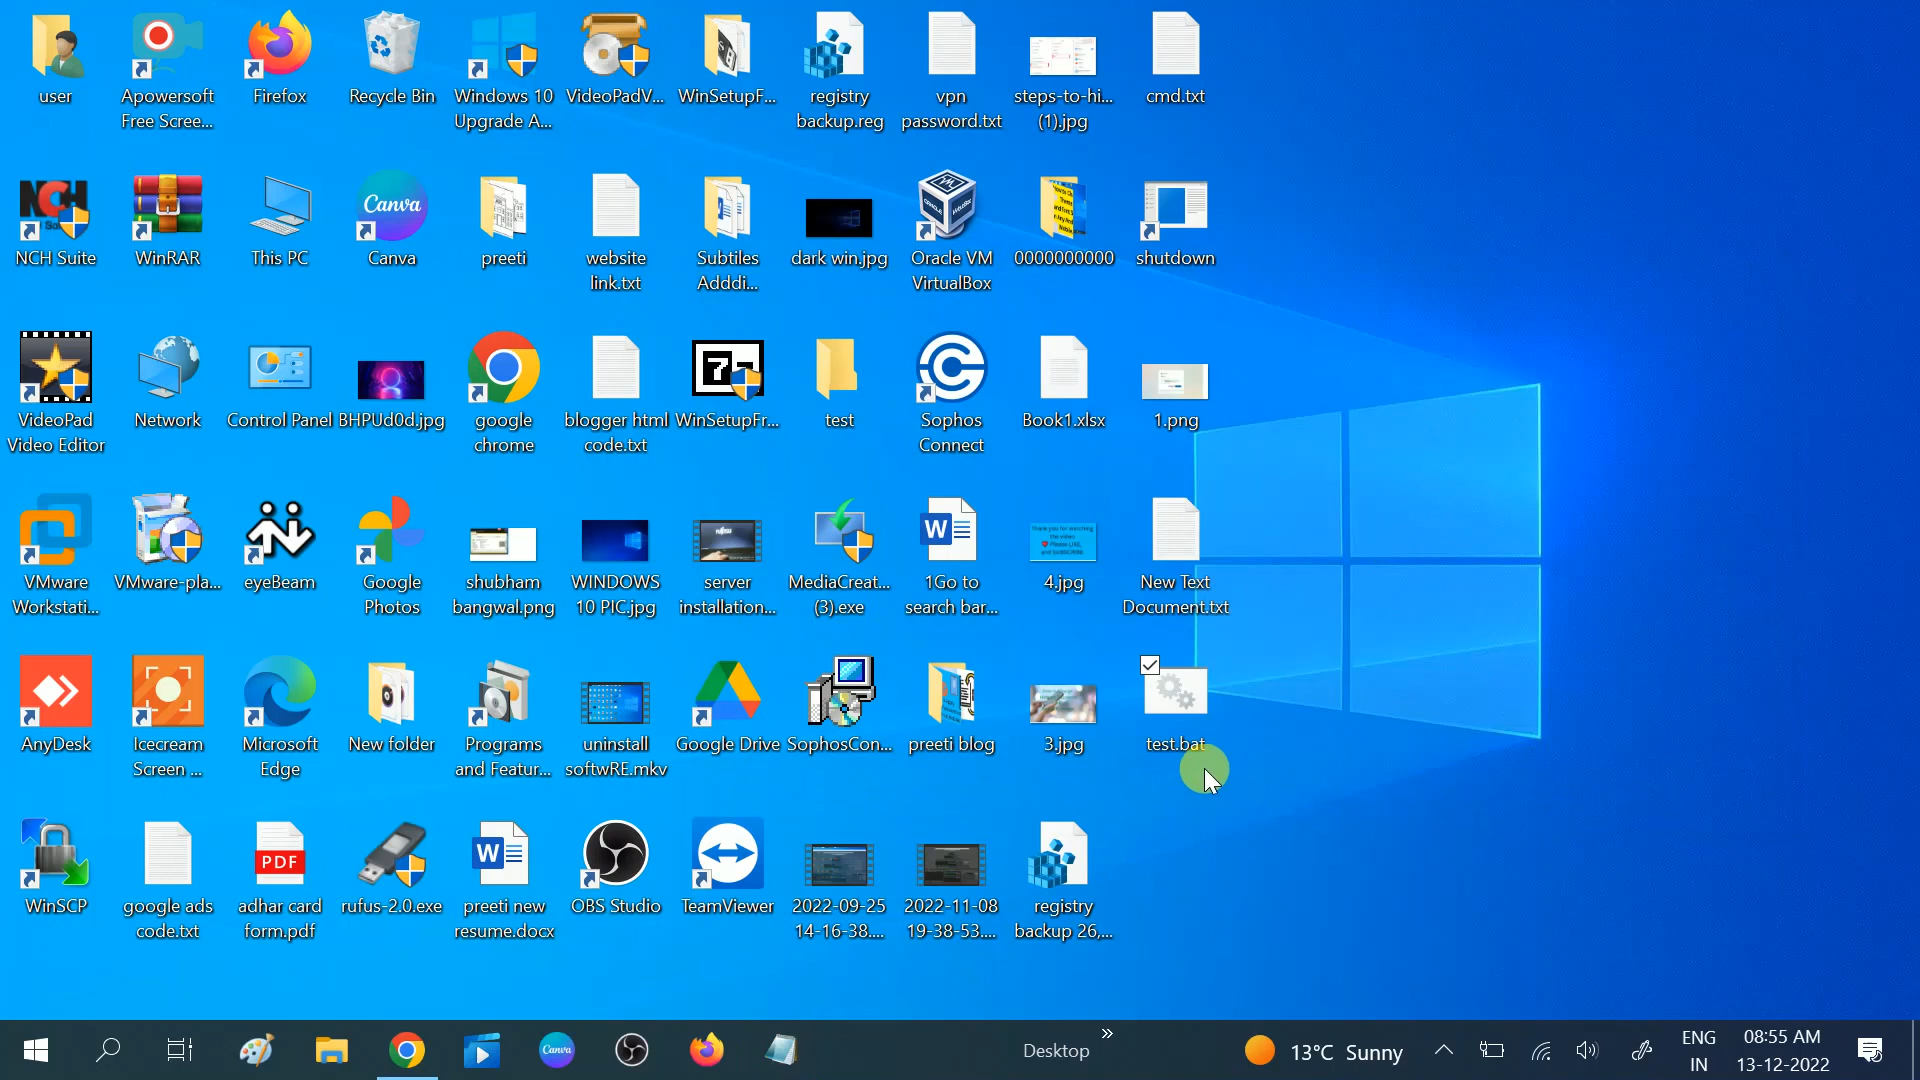 user
Apowersoft
Free Scree...
Firefox
Recycle Bin
Windows 10
Upgrade A...
VideoPadV...
WinSetupF...
registry
backup.reg
vpn
password.txt
steps-to-hi...
(1).jpg
cmd.txt
NCH Suite
WinRAR
This PC
Canva
Canva
preeti
website
link.txt
Subtiles
Adddi...
dark win.jpg
Oracle VM
VirtualBox
0000000000
shutdown
VideoPad
Video Editor
Network
Control Panel
BHPUd0d.jpg
google
chrome
blogger html
code.txt
WinSetupFr...
test
Sophos
Connect
Book1.xlsx
1.png
VMware
Workstati...
VMware-pla...
eyeBeam
Google
Photos
shubham
bangwal.png
WINDOWS
10 PIC.jpg
server
installation...
MediaCreat...
(3).exe
1Go to
search bar...
4.jpg
New Text
Document.txt
AnyDesk
Icecream
Screen ...
Microsoft
Edge
New folder
Programs
and Featur...
uninstall
softwRE.mkv
Google Drive
SophosCon...
preeti blog
3.jpg
test.bat
WinSCP
google ads
code.txt
PDF
adhar card
form.pdf
rufus-2.0.exe
preeti new
resume.docx
OBS Studio
TeamViewer
2022-09-25
14-16-38....
2022-11-08
19-38-53....
registry
backup 26,...
Canva
Desktop
13°C Sunny
ENG
IN
08:55 AM
13-12-2022